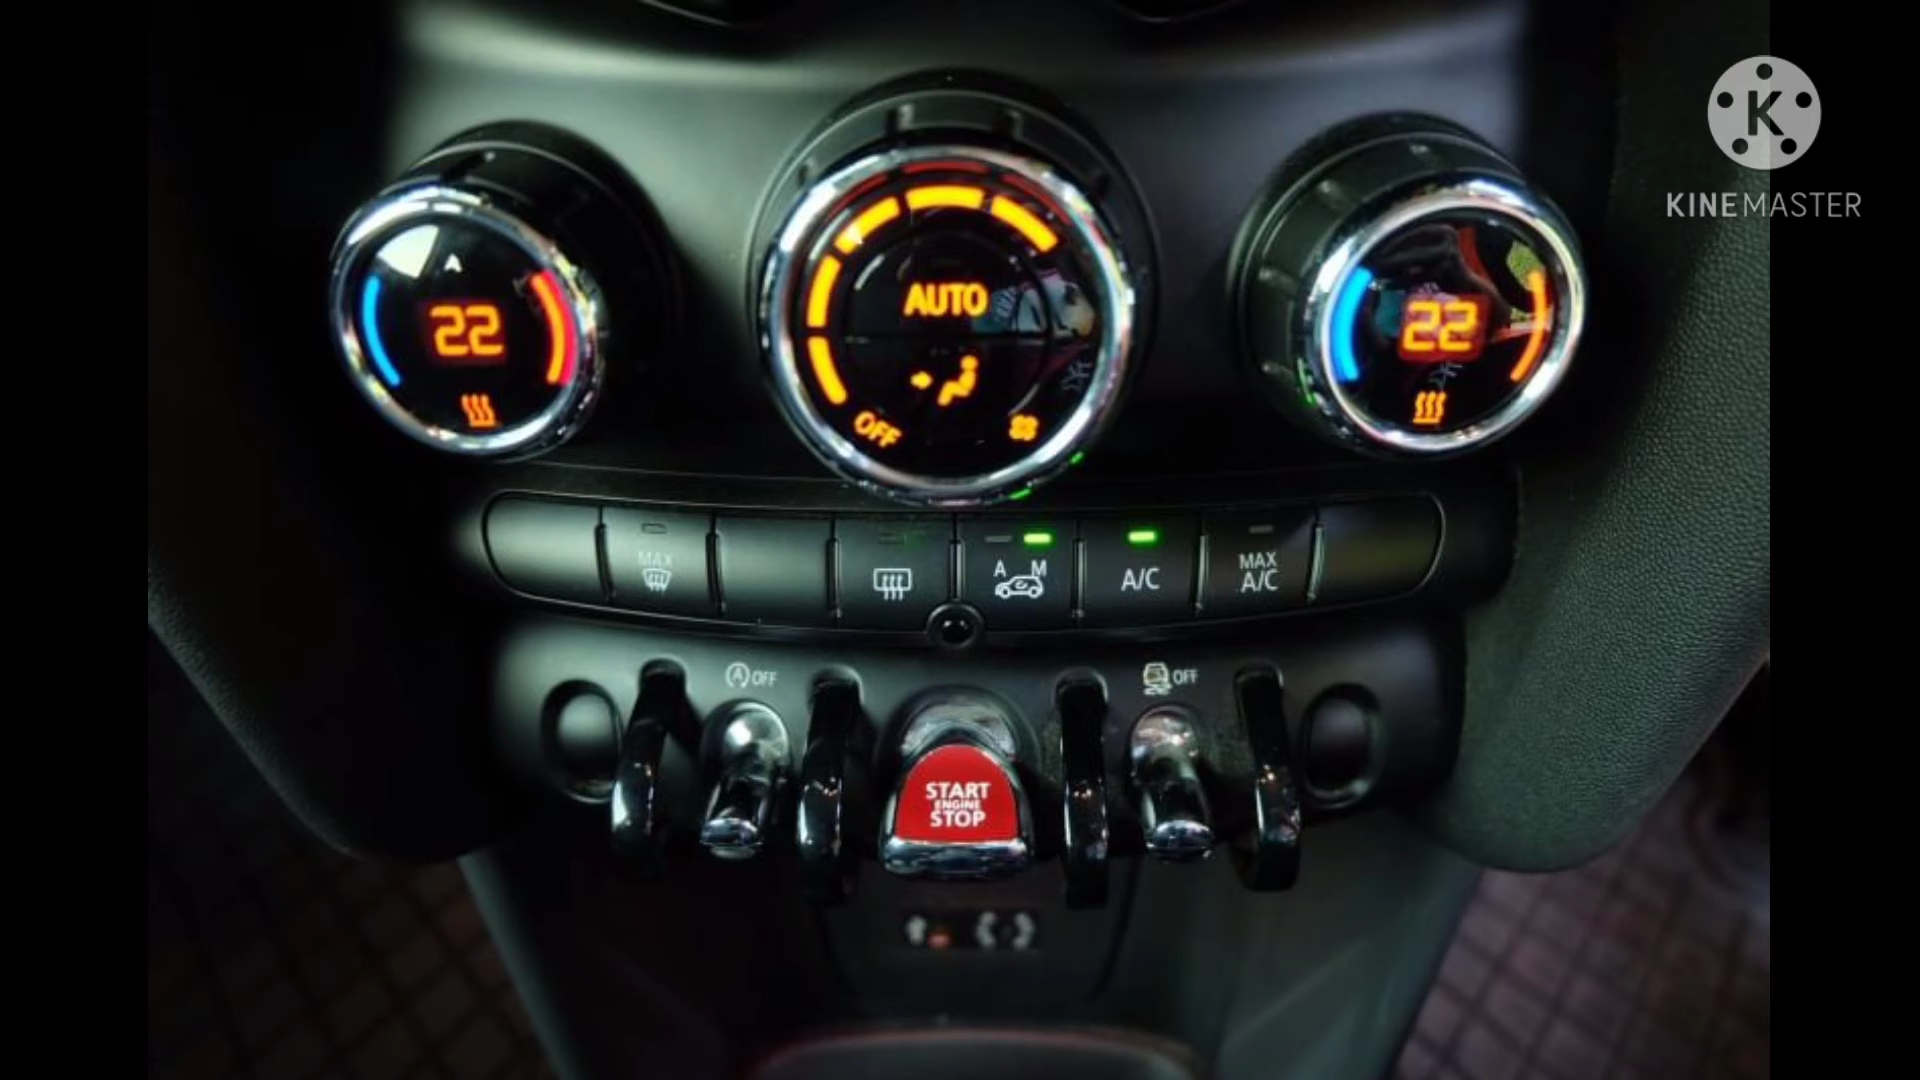 KINEMASTER
22
AUTO
OFF
22
MAX
A M
A/C
MAX
A/C
A OFF
OFF
START
ENGINE
STOP